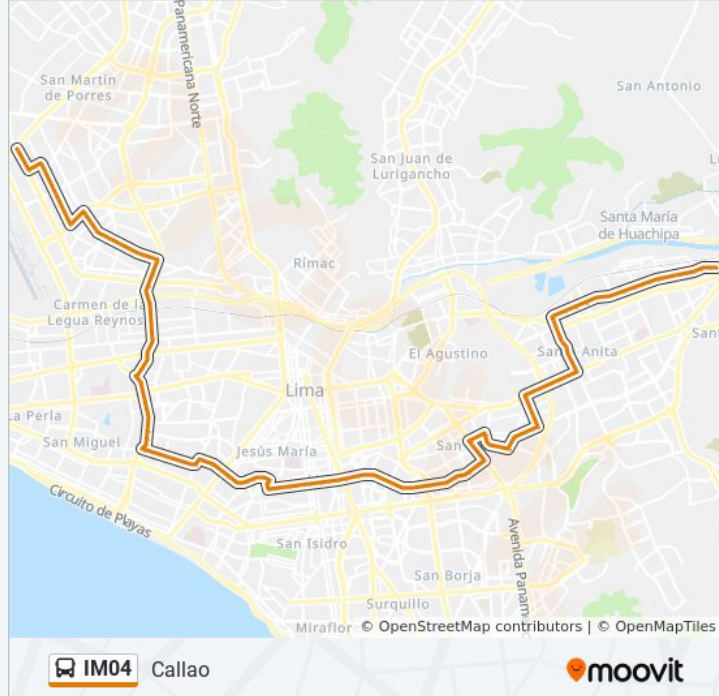 San Martín
de Porres
Panamericana Norte
San Antonio
San Juan de
Lurigancho
Santa María
de Huachipa
Rímac
Carmen de la
Legua Reynos
El Agustino
Santa Anita
Sant
Lima
La Perla
San Miguel
Jesús María
San
Circuito de Playas
San Isidro
San Borja
Avenida Panam
Surquillo
Miraflor
© OpenStreetMap contributors | © OpenMapTiles
IM04 Callao
moovit